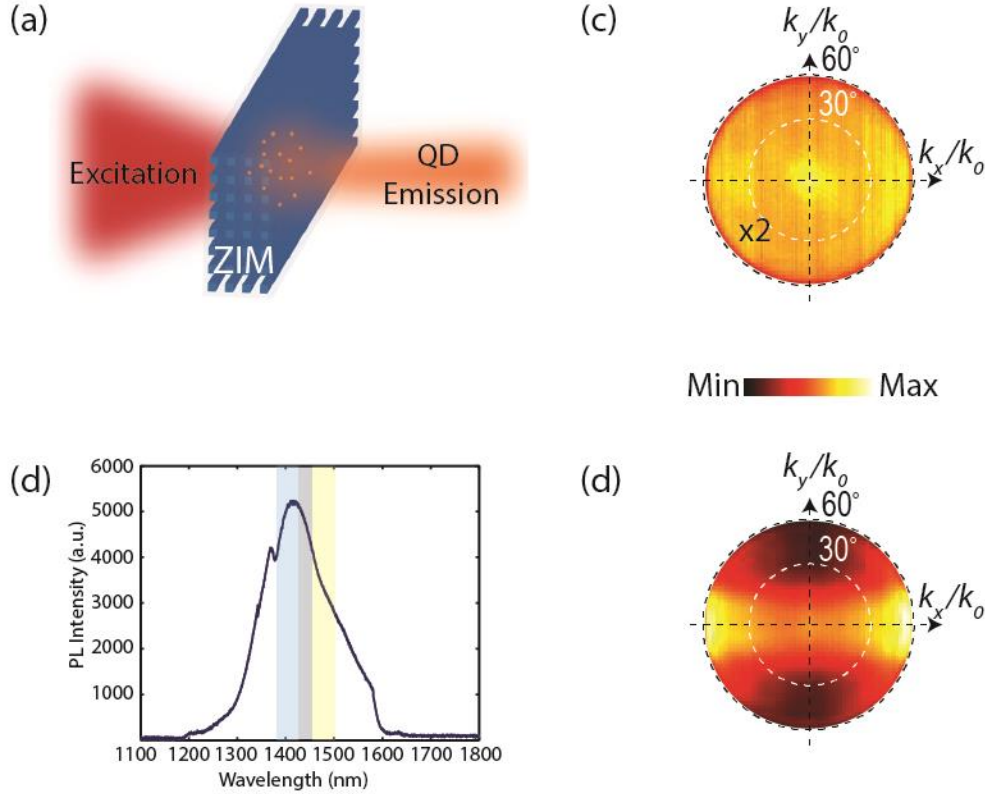 (a)
Excitation
QD
Emission
ZIM
(c)
k_y/k_o
60°
30°
k_x/k_o
x2
Min
Max
(d)
6000
5000
4000
3000
2000
1000
PL Intensity (a.u.)
1100 1200 1300 1400 1500 1600 1700 1800
Wavelength (nm)
(d)
k_y/k_o
60°
30°
k_x/k_o